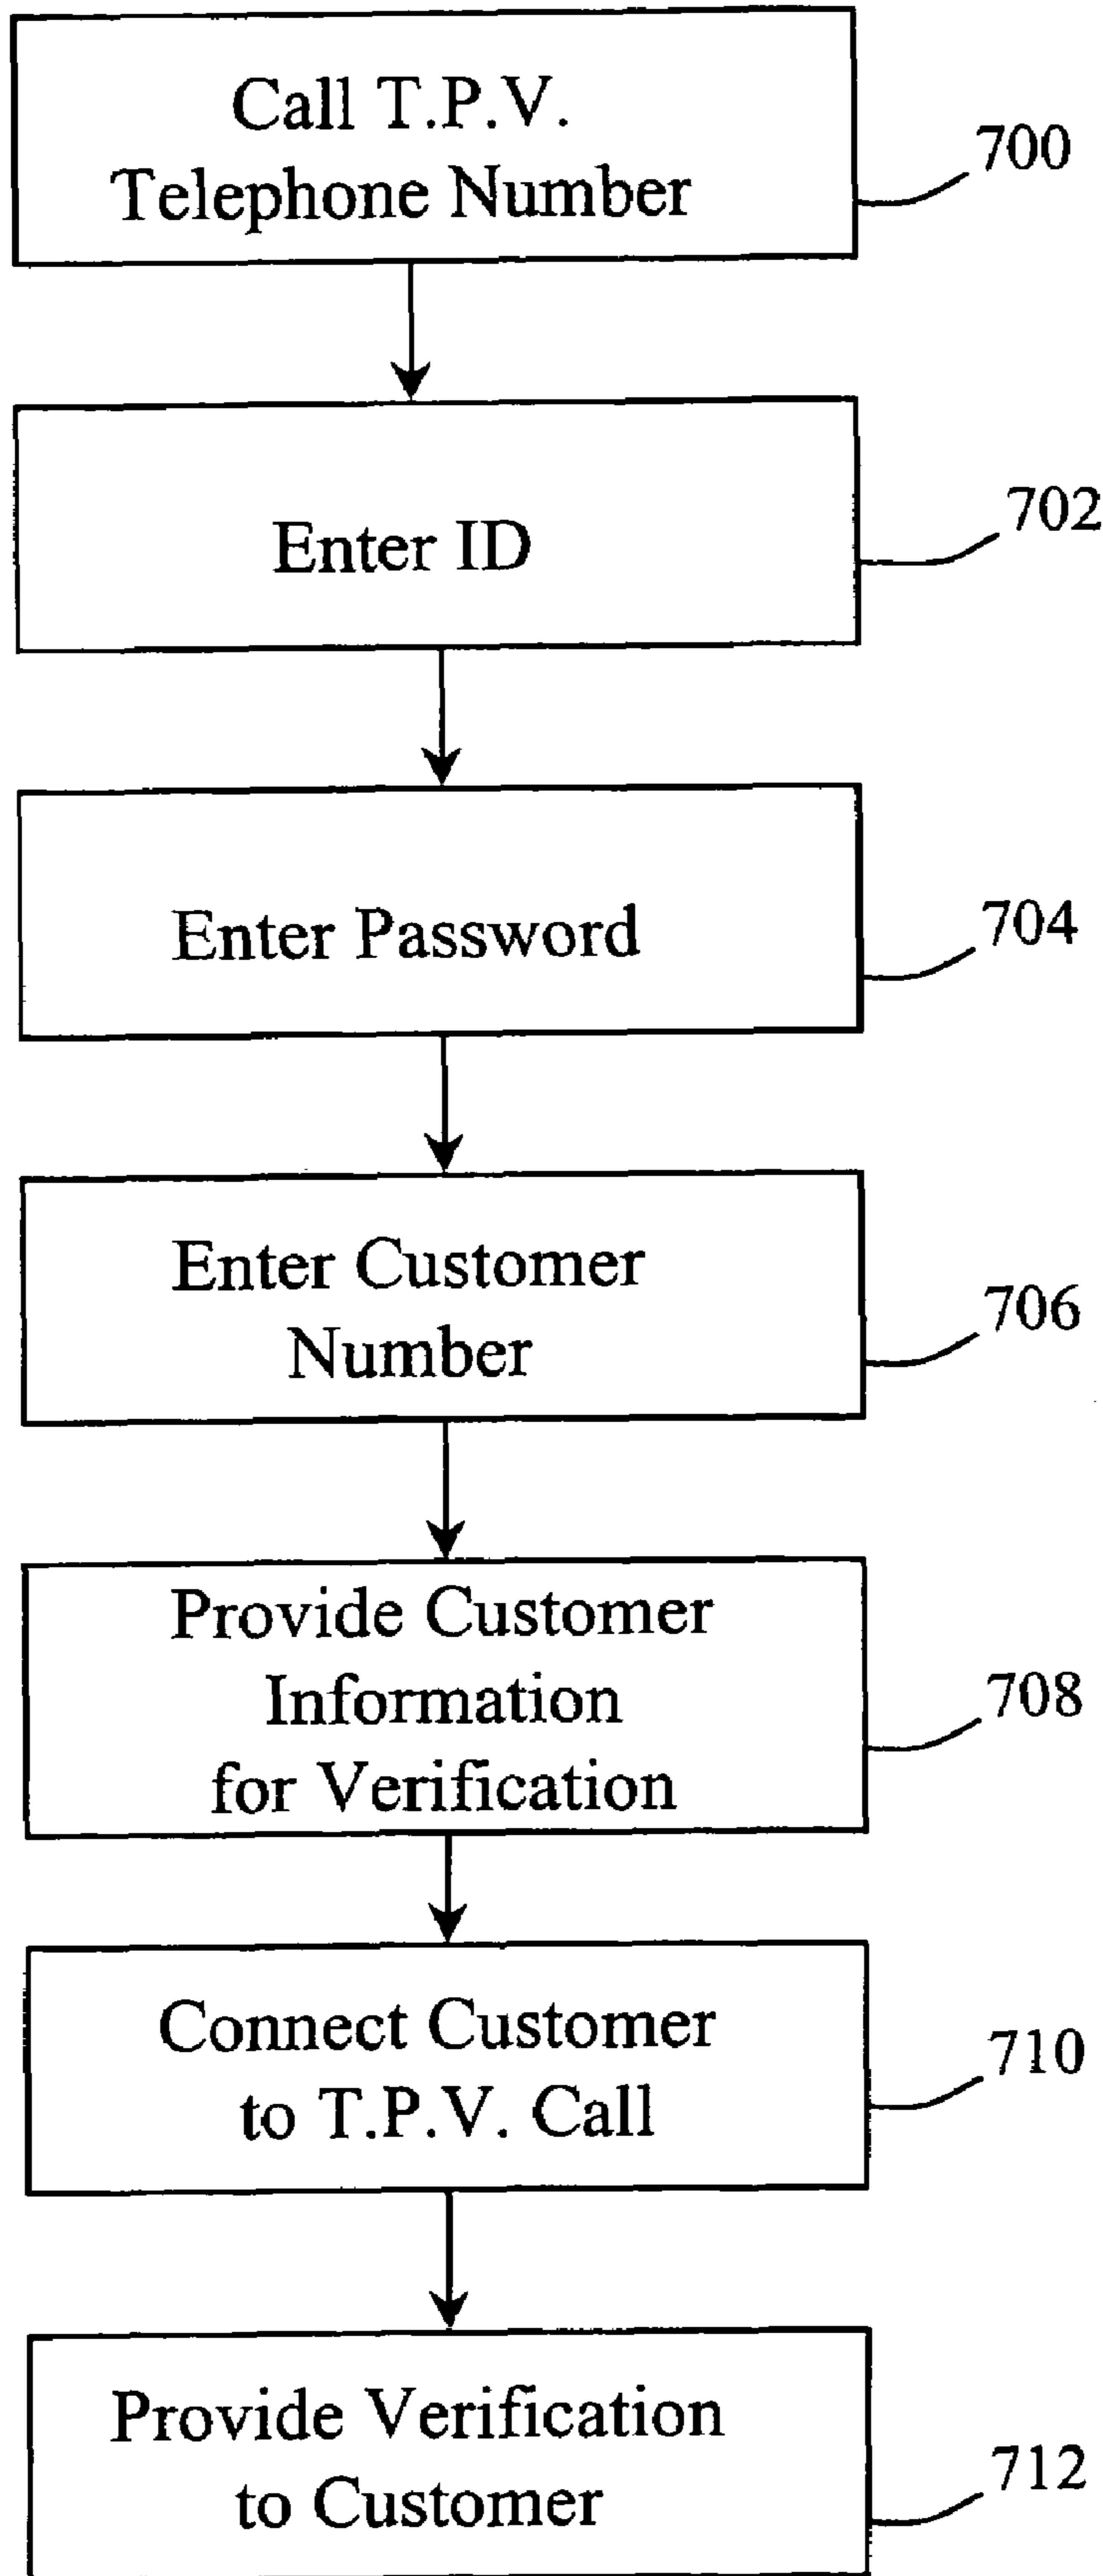 Call T.P.V.
Telephone Number
700
Enter ID
702
Enter Password
704
Enter Customer
Number
706
Provide Customer
Information
for Verification
708
Connect Customer
to T.P.V. Call
710
Provide Verification
to Customer
712